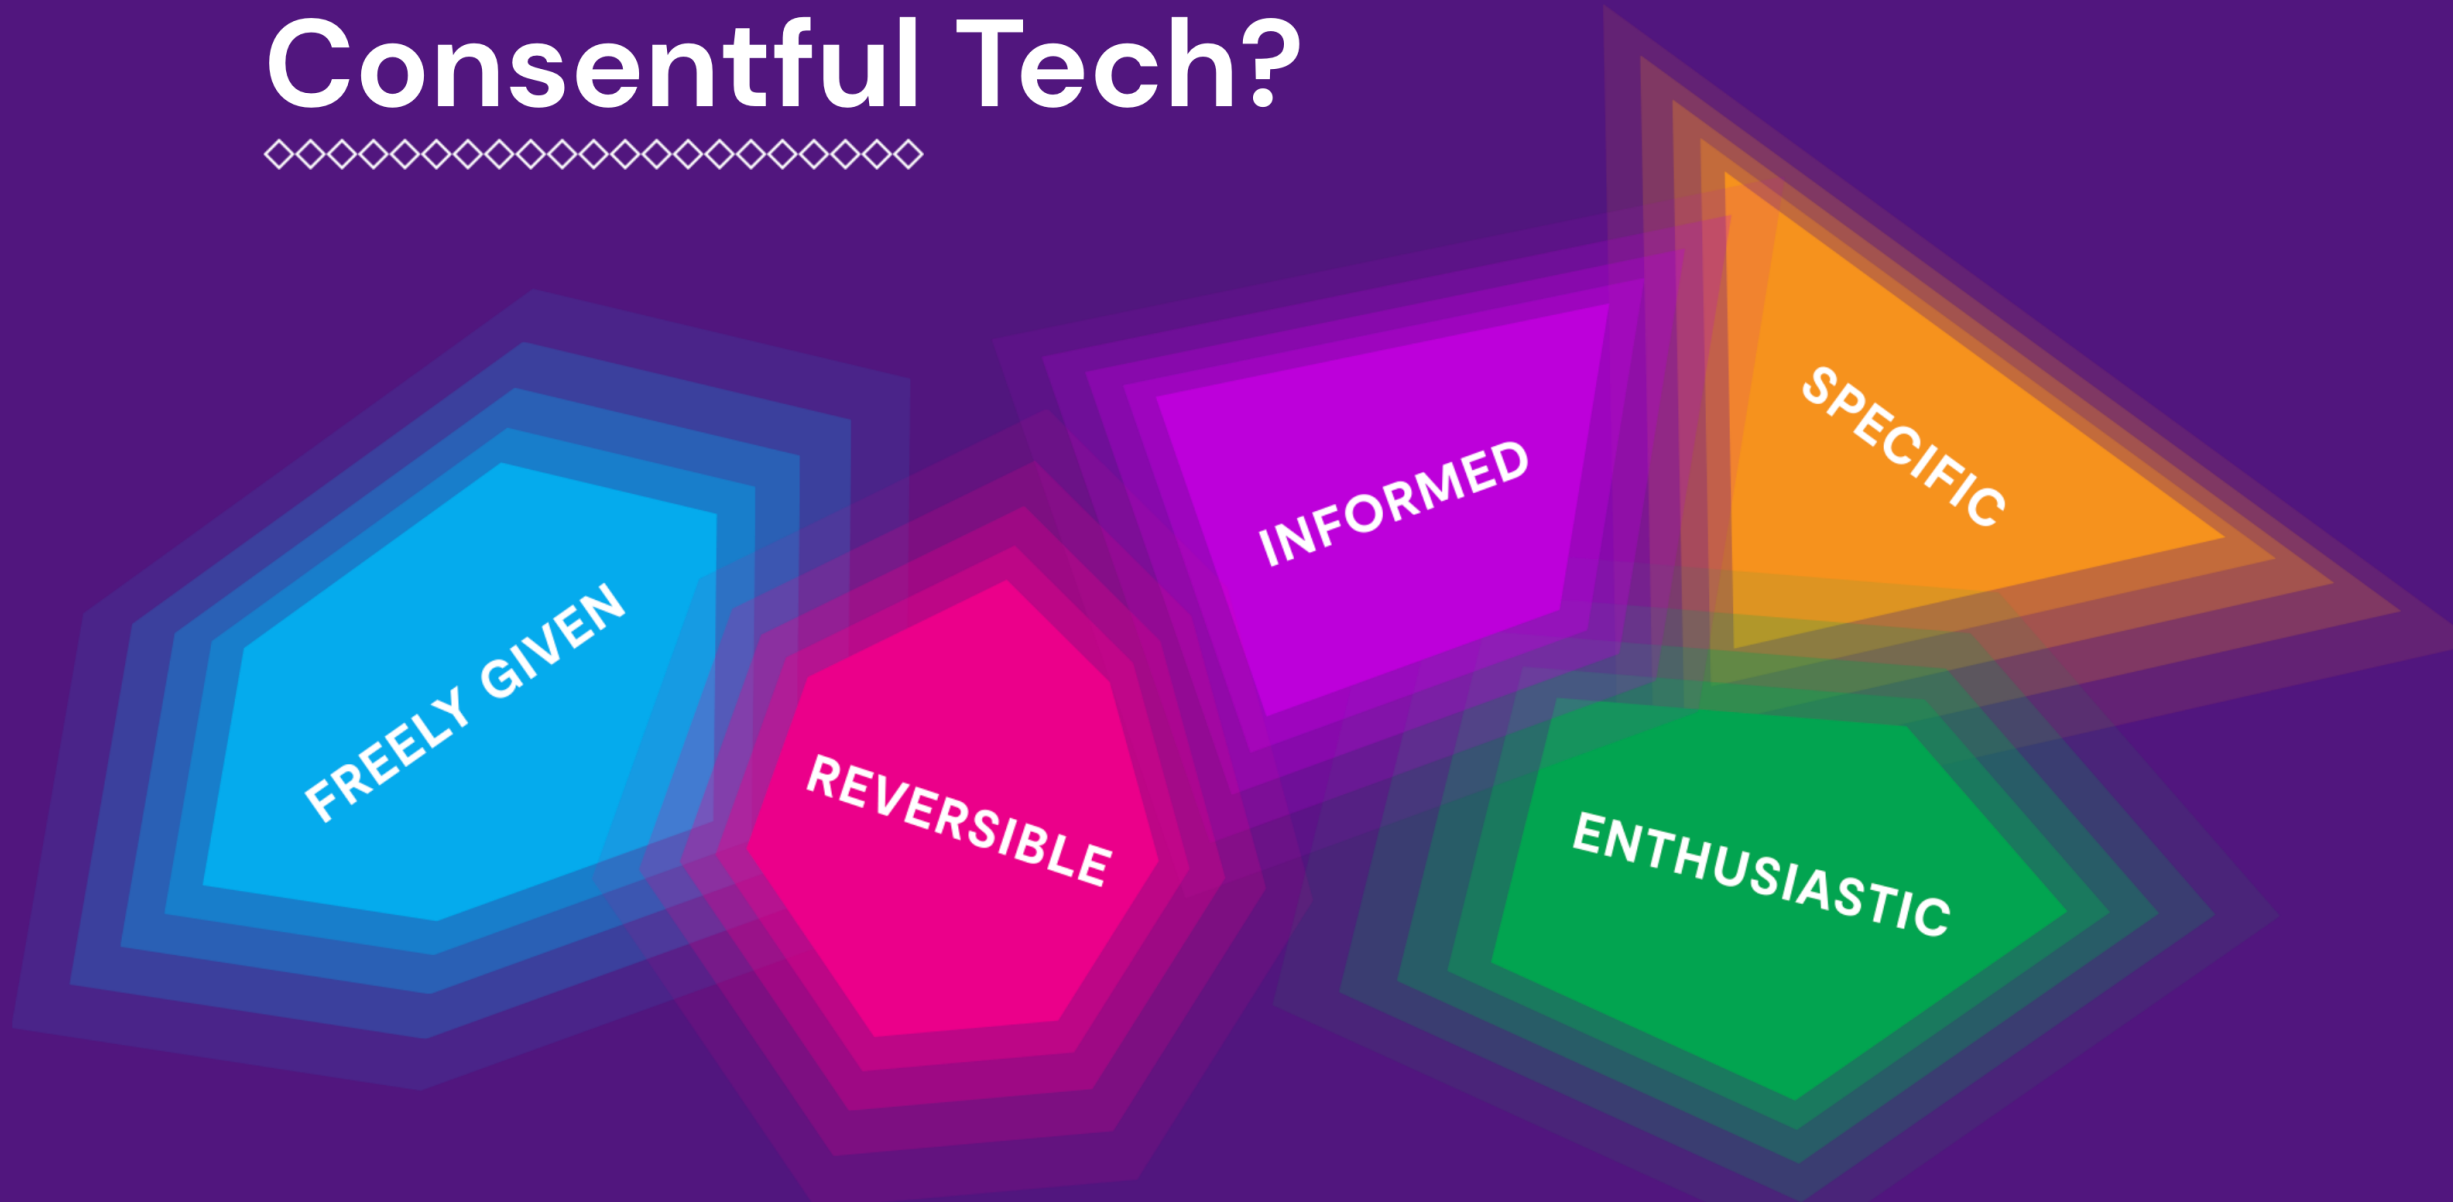 Consentful Tech?
FREELY GIVEN
REVERSIBLE
INFORMED
SPECIFIC
ENTHUSIASTIC